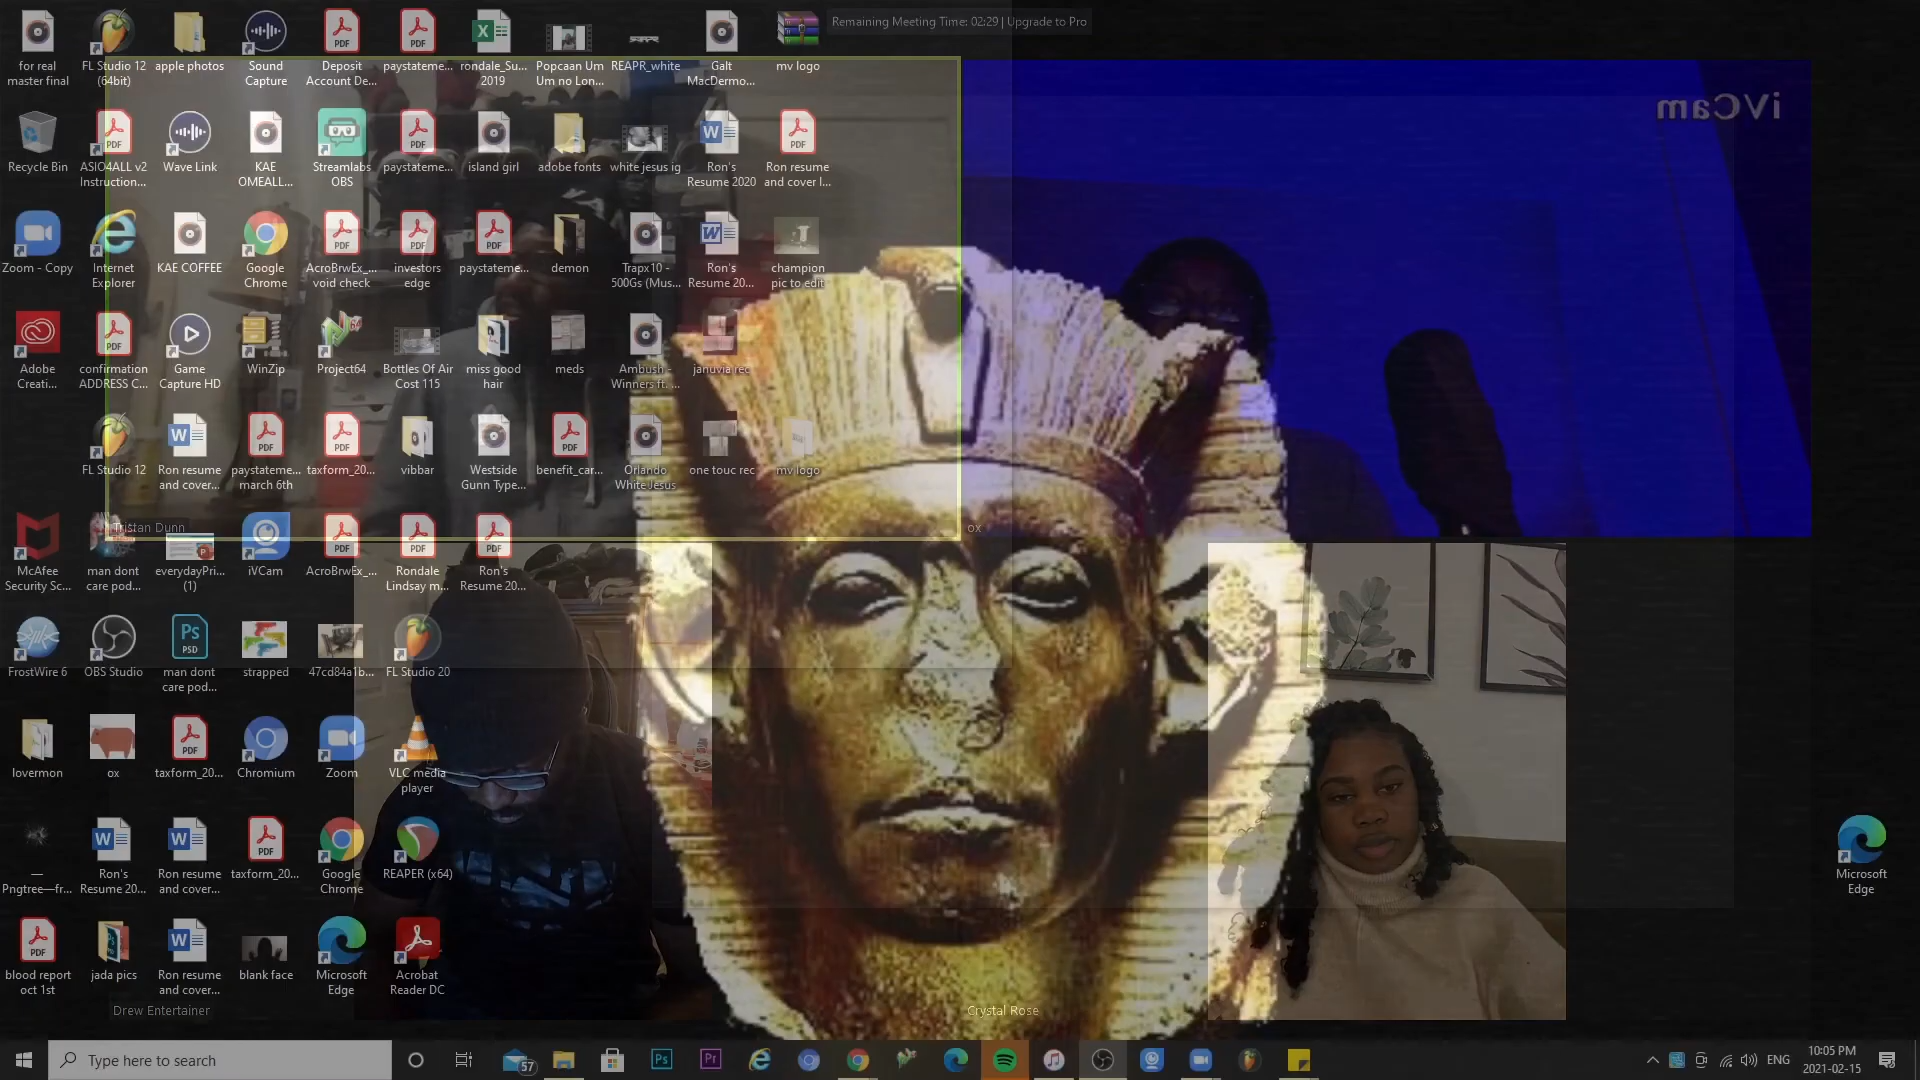 Remaining Meeting Time: 02:29 | Upgrade to Pro
for real
master final
FL Studio 12
(64bit)
apple photos
Sound
Capture
Deposit
Account De...
paystateme...
rondale_Su...
2019
Popcaan Um
Um no Lon...
REAPR_white
Galt
MacDermo...
mv logo
iVCam
Recycle Bin
ASIO4ALL v2
Instruction...
Wave Link
KAE
OMEALL...
Streamlabs
OBS
paystateme...
island girl
adobe fonts
white jesus ig
Ron's
Resume 2020
Ron resume
and cover l...
Zoom - Copy
Internet
Explorer
KAE COFFEE
Google
Chrome
AcroBrwEx_...
void check
investors
edge
paystateme...
demon
Trapx10 -
500Gs (Mus...
Ron's
Resume 20...
champion
pic to edit
Adobe
Creati...
confirmation
ADDRESS C...
Game
Capture HD
WinZip
Project64
Bottles Of Air
Cost 115
miss good
hair
meds
Ambush -
Winners ft. ...
januvia rec
FL Studio 12
Ron resume
and cover...
paystateme...
march 6th
taxform_20...
vibbar
Westside
Gunn Type...
benefit_car...
Orlando
White Jesus
one touc rec
mv logo
Tristan Dunn
ox
McAfee
Security Sc...
man dont
care pod...
everydayPri...
(1)
iVCam
AcroBrwEx_...
Rondale
Lindsay m...
Ron's
Resume 20...
FrostWire 6
OBS Studio
man dont
care pod...
strapped
47cd84a1b...
FL Studio 20
lovermon
ox
taxform_20...
Chromium
Zoom
VLC media
player
—
Pngtree—fr...
Ron's
Resume 20...
Ron resume
and cover...
taxform_20...
Google
Chrome
REAPER (x64)
Microsoft
Edge
blood report
oct 1st
jada pics
Ron resume
and cover...
blank face
Microsoft
Edge
Acrobat
Reader DC
Drew Entertainer
Crystal Rose
Type here to search
57
ENG
10:05 PM
2021-02-15